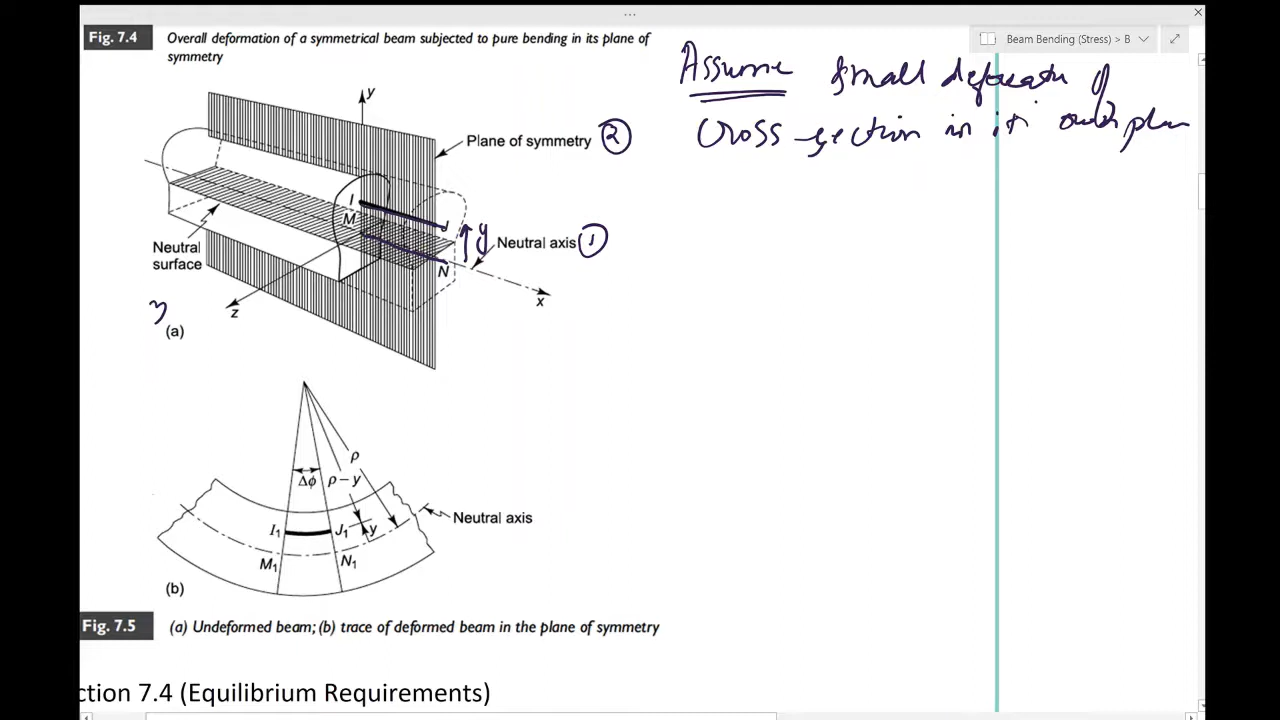 ...
Fig. 7.4 Overall deformation of a symmetrical beam subjected to pure bending in its plane of
symmetry
Beam Bending (Stress) > B
Assume small of
cross section in its plan
y
Plane of symmetry 2
I
M
J
y
Neutral axis 1
Neutral
surface
N
x
z
(a)
ρ
Δϕ ρ − y
Neutral axis
I₁ J₁ y
M₁ N₁
(b)
Fig. 7.5 (a) Undeformed beam; (b) trace of deformed beam in the plane of symmetry
ction 7.4 (Equilibrium Requirements)